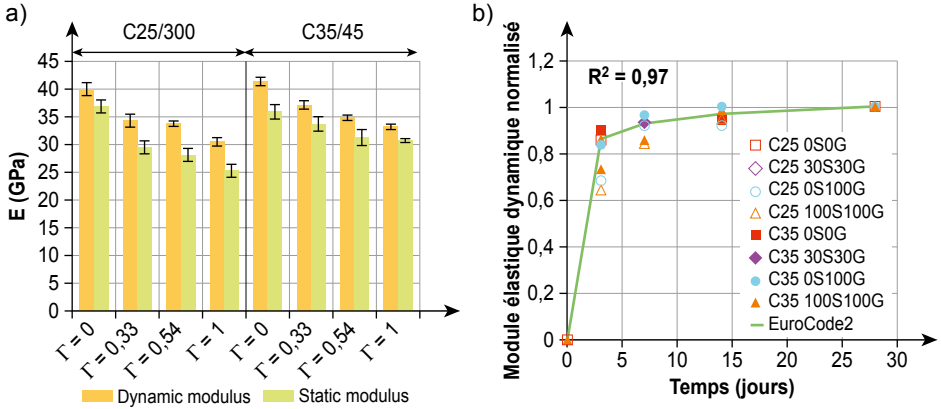 a)
C25/300
C35/45
E (GPa)
45
40
35
30
25
30
15
10
5
0
Γ = 0
Γ = 0,33
Γ = 0,54
Γ = 1
Γ = 0
Γ = 0,33
Γ = 0,54
Γ = 1
Dynamic modulus
Static modulus
b)
Module élastique dynamique normalisé
R² = 0,97
1,2
1
0,8
0,6
0,4
0,2
0
0
5
10
15
20
25
30
Temps (jours)
C25 0S0G
C25 30S30G
C25 0S100G
C25 100S100G
C35 0S0G
C35 30S30G
C35 0S100G
C35 100S100G
EuroCode2